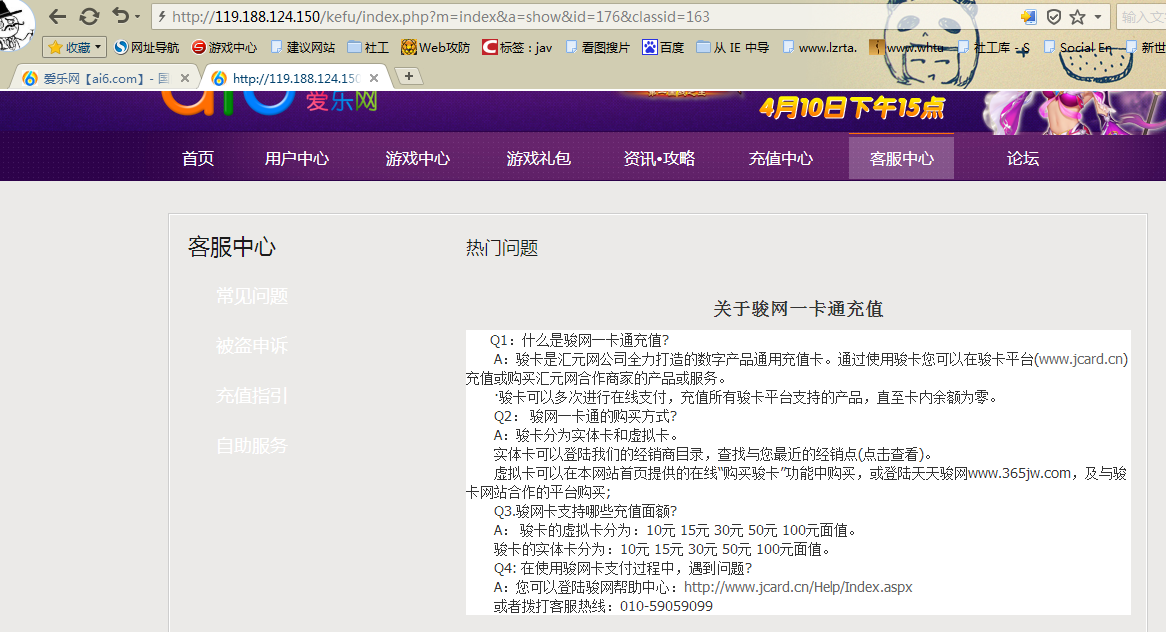 http://119.188.124.150/kefu/index.php?m=index&a=show&id=176&classid=163
输入文
收藏 网址导航 游戏中心 建议网站 社工 Web攻防 标签：jav 看图搜片 百度 从 IE 中导 www.lzrta. www.whtu 社工库 - S Social En 新世
爱乐网【ai6.com】- 国 http://119.188.124.150
爱乐网
4月10日下午15点
首页 用户中心 游戏中心 游戏礼包 资讯•攻略 充值中心 客服中心 论坛
客服中心
常见问题
被盗申诉
充值指引
自助服务
热门问题
关于骏网一卡通充值
Q1：什么是骏网一卡通充值?
A：骏卡是汇元网公司全力打造的数字产品通用充值卡。通过使用骏卡您可以在骏卡平台(www.jcard.cn)
充值或购买汇元网合作商家的产品或服务。
·骏卡可以多次进行在线支付，充值所有骏卡平台支持的产品，直至卡内余额为零。
Q2： 骏网一卡通的购买方式?
A：骏卡分为实体卡和虚拟卡。
实体卡可以登陆我们的经销商目录，查找与您最近的经销点(点击查看)。
虚拟卡可以在本网站首页提供的在线“购买骏卡”功能中购买，或登陆天天骏网www.365jw.com，及与骏
卡网站合作的平台购买;
Q3.骏网卡支持哪些充值面额?
A： 骏卡的虚拟卡分为：10元 15元 30元 50元 100元面值。
骏卡的实体卡分为：10元 15元 30元 50元 100元面值。
Q4: 在使用骏网卡支付过程中，遇到问题?
A：您可以登陆骏网帮助中心：http://www.jcard.cn/Help/Index.aspx
或者拨打客服热线：010-59059099